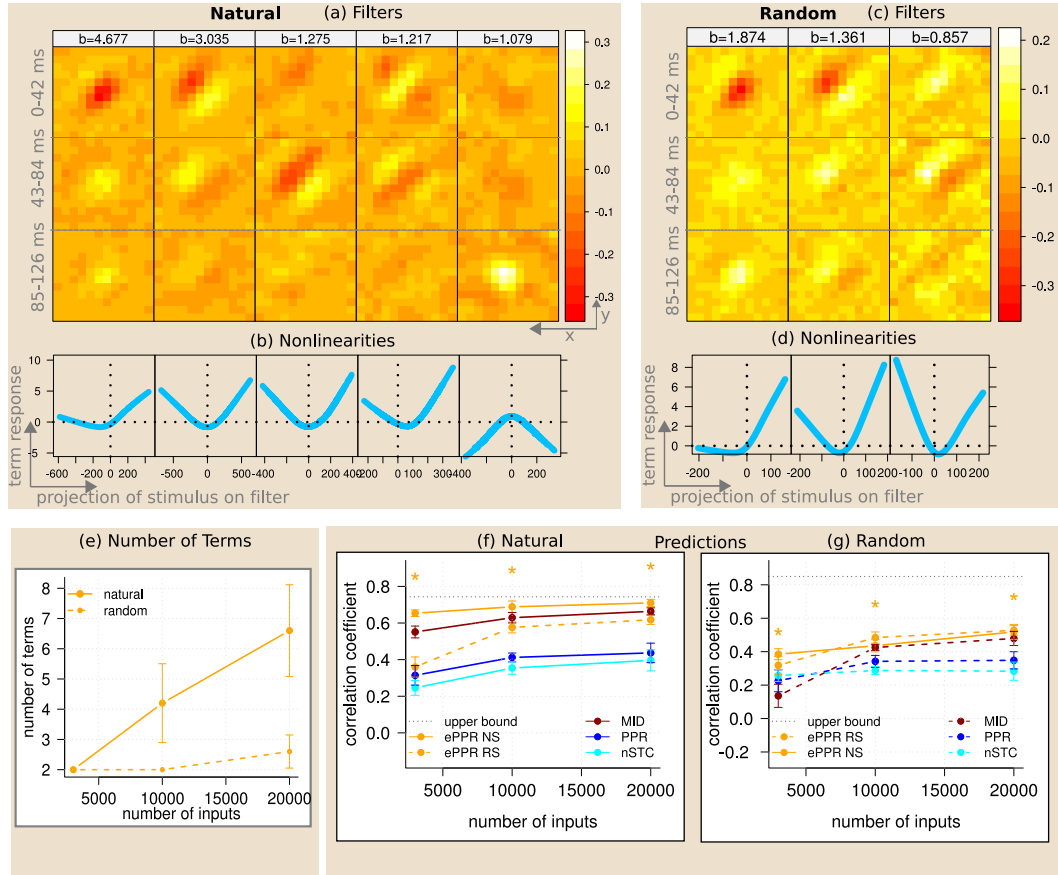 Natural (a) Filters
b=4.677 b=3.035 b=1.275 b=1.217 b=1.079
0-42 ms
43-84 ms
85-126 ms
0.3
0.2
0.1
0.0
-0.1
-0.2
-0.3
x
y
(b) Nonlinearities
term response
10
5
0
-5
-600 0 200
-500 0 500
-400 0 200 400
-200 0 100 300
-400 0 200
projection of stimulus on filter
Random (c) Filters
b=1.874 b=1.361 b=0.857
0-42 ms
43-84 ms
85-126 ms
0.2
0.1
0.0
-0.1
-0.2
-0.3
(d) Nonlinearities
term response
8
6
4
2
0
-200 0 100
-200 0 100 200
-100 0 100 200
projection of stimulus on filter
(e) Number of Terms
number of terms
8
7
6
5
4
3
2
natural
random
5000 10000 20000
number of inputs
(f) Natural Predictions (g) Random
correlation coefficient
0.8
0.6
0.4
0.2
0.0
upper bound
ePPR NS
ePPR RS
MID
PPR
nSTC
5000 10000 15000 20000
number of inputs
correlation coefficient
0.8
0.6
0.4
0.2
0.0
-0.2
upper bound
ePPR RS
ePPR NS
MID
PPR
nSTC
5000 10000 15000 20000
number of inputs